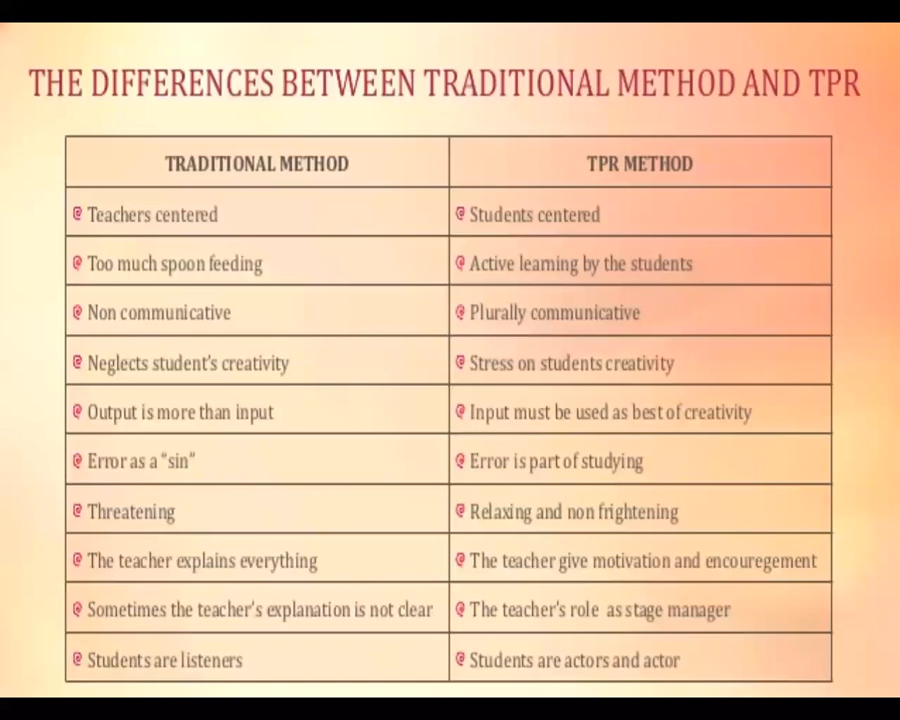 THE DIFFERENCES BETWEEN TRADITIONAL METHOD AND TPR
TRADITIONAL METHOD TPR METHOD
Teachers centered Students centered
Too much spoon feeding Active learning by the students
Non communicative Plurally communicative
Neglects student's creativity Stress on students creativity
Output is more than input Input must be used as best of creativity
Error as a "sin" Error is part of studying
Threatening Relaxing and non frightening
The teacher explains everything The teacher give motivation and encouregement
Sometimes the teacher's explanation is not clear The teacher's role as stage manager
Students are listeners Students are actors and actor